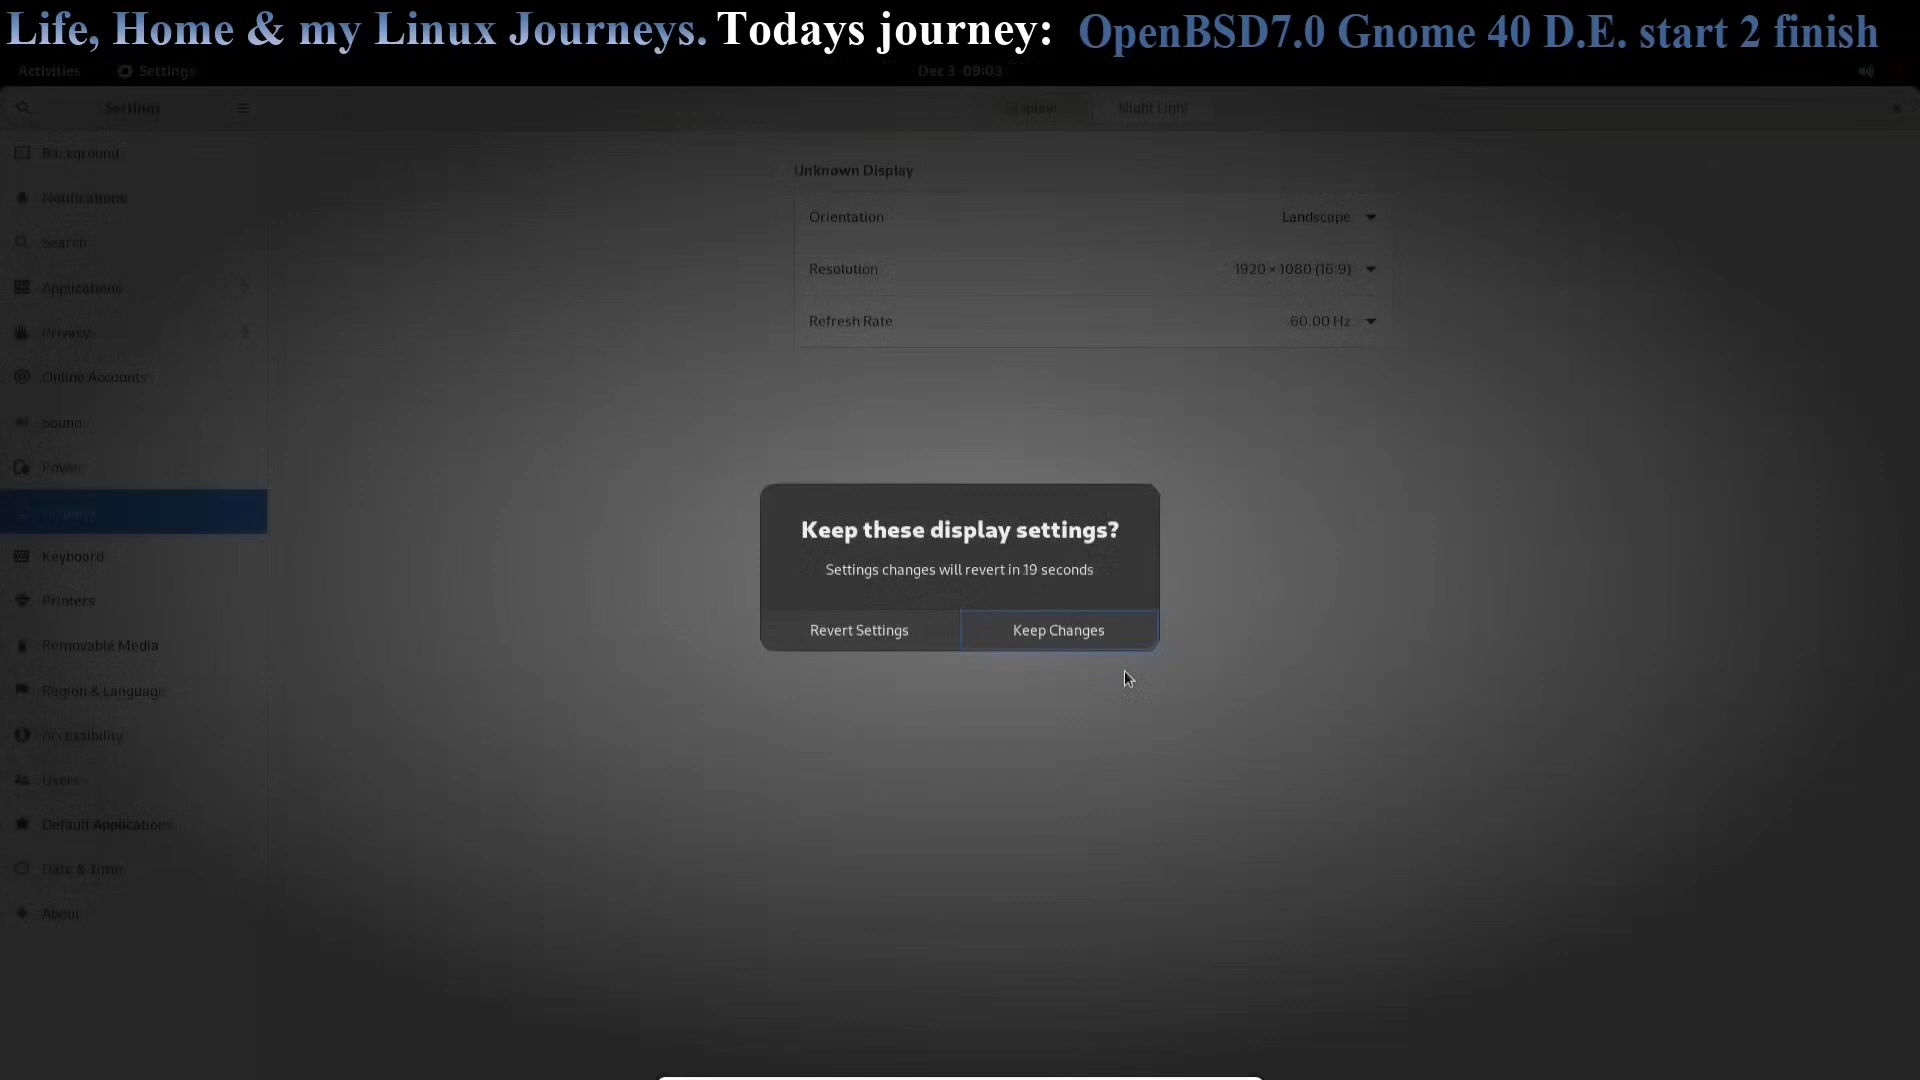 Life, Home & my Linux Journeys. Todays journey: OpenBSD7.0 Gnome 40 D.E. start 2 finish
Activities Settings Dec 3 09:03
Settings Displays Night Light
Background
Notifications
Search
Applications
Privacy
Online Accounts
Sound
Power
Displays
Keyboard
Printers
Removable Media
Region & Language
Accessibility
Users
Default Applications
Date & Time
About
Unknown Display
Orientation Landscape
Resolution 1920 × 1080 (16:9)
Refresh Rate 60.00 Hz
Keep these display settings?
Settings changes will revert in 19 seconds
Revert Settings Keep Changes